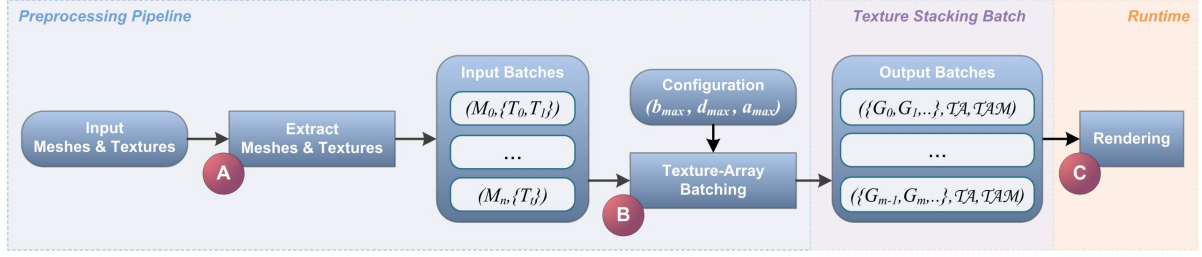 Preprocessing Pipeline
Texture Stacking Batch
Runtime
Input
Meshes & Textures
A
Extract
Meshes & Textures
Input Batches
(M0,{T0,T1})
...
(Mn,{Tt})
Configuration
(bmax, dmax, amax)
B
Texture-Array
Batching
Output Batches
({G0,G1,..},TA,TAM)
...
({Gm-1,Gm,..},TA,TAM)
C
Rendering